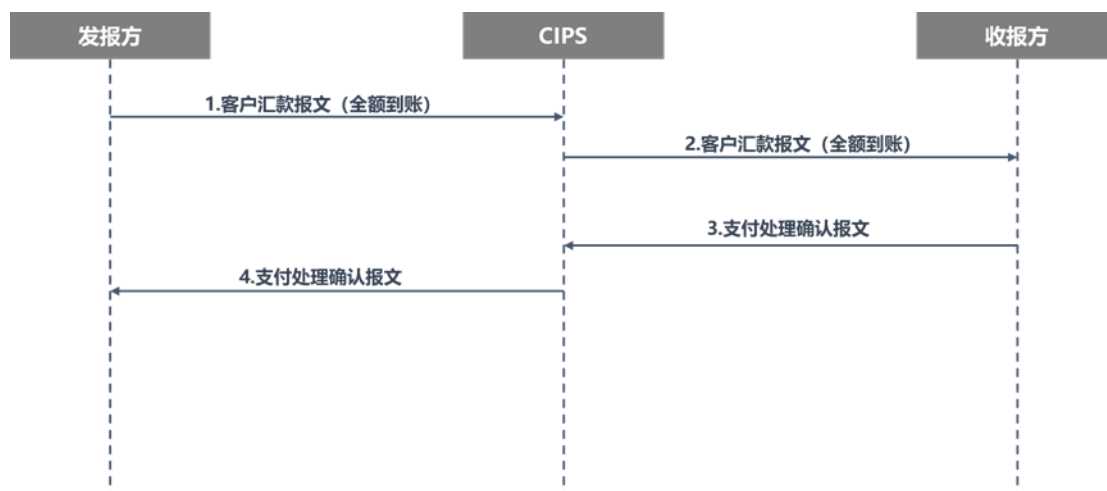 发报方
CIPS
收报方
1.客户汇款报文（全额到账）
2.客户汇款报文（全额到账）
3.支付处理确认报文
4.支付处理确认报文